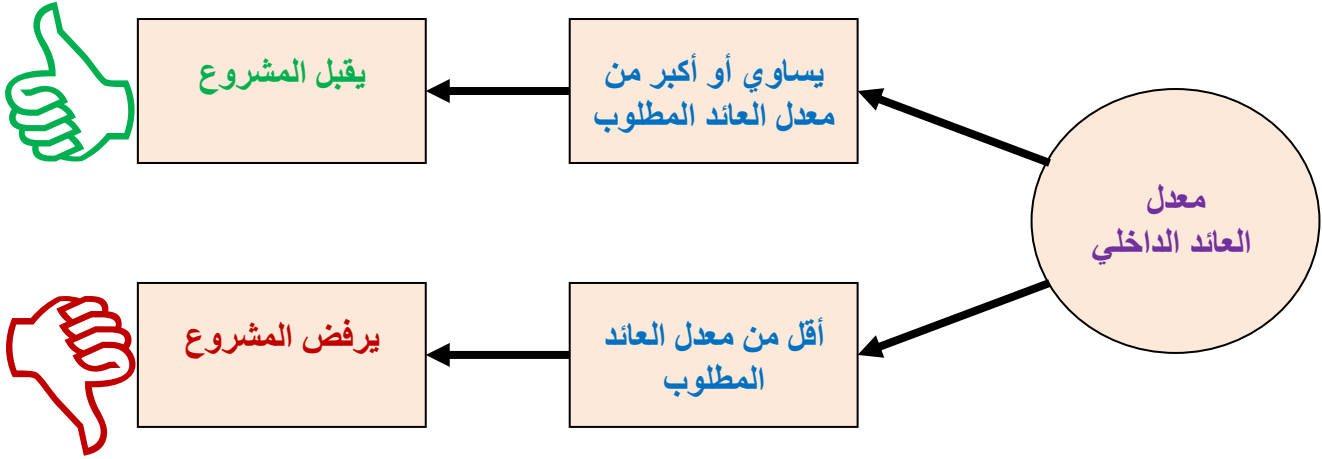 معدل
العائد الداخلي
يساوي أو أكبر من
معدل العائد المطلوب
يقبل المشروع
أقل من معدل العائد
المطلوب
يرفض المشروع